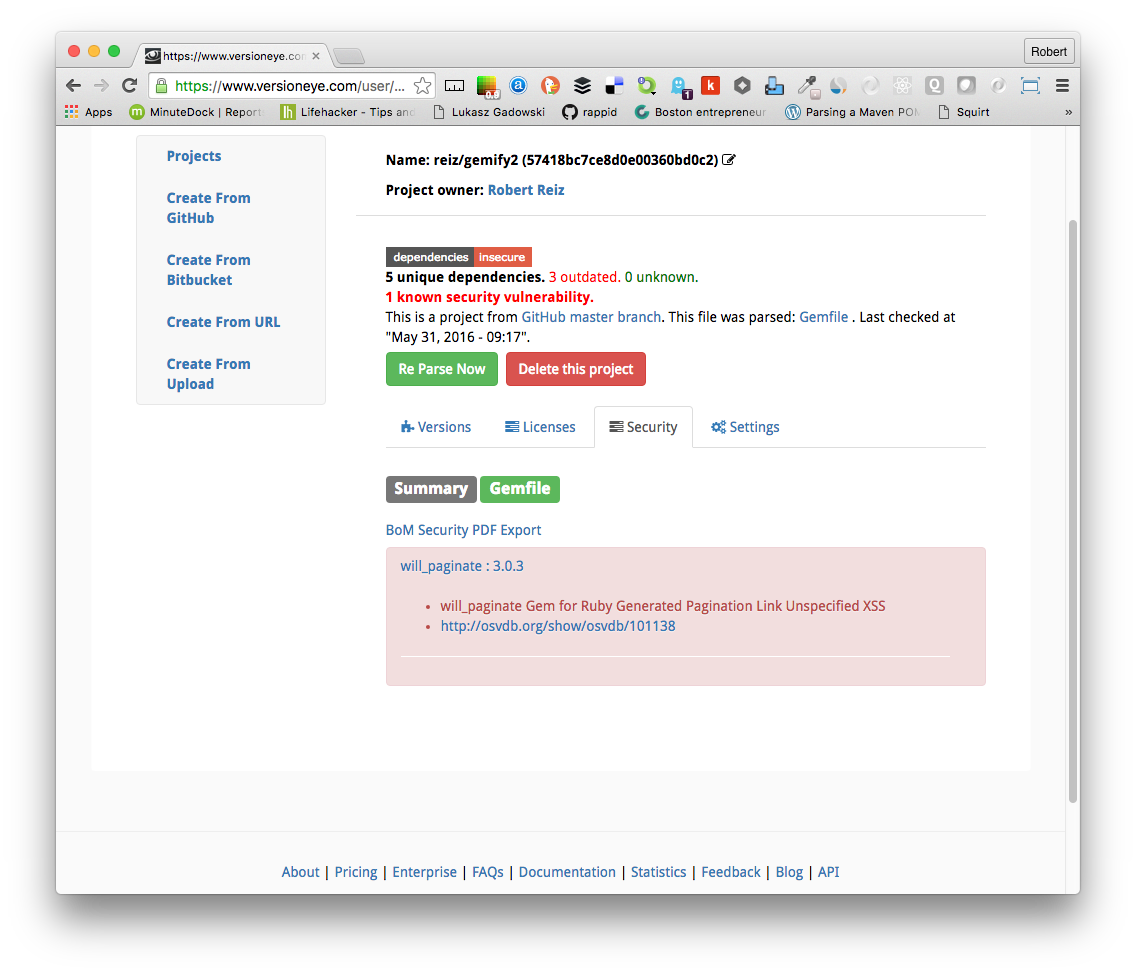 https://www.versioneye.con
Robert
https://www.versioneye.com/user/...
0.8
1
k
a
Q
Apps
m
MinuteDock | Report
lh
Lifehacker - Tips and
Lukasz Gadowski
rappid
Boston entrepreneur
Parsing a Maven POM
Squirt
»
Projects
Create From
GitHub
Create From
Bitbucket
Create From URL
Create From
Upload
Name: reiz/gemify2 (57418bc7ce8d0e00360bd0c2)
Project owner: Robert Reiz
dependencies insecure
5 unique dependencies. 3 outdated. 0 unknown.
1 known security vulnerability.
This is a project from GitHub master branch. This file was parsed: Gemfile . Last checked at
"May 31, 2016 - 09:17".
Re Parse Now Delete this project
Versions Licenses Security Settings
Summary Gemfile
BoM Security PDF Export
will_paginate : 3.0.3
• will_paginate Gem for Ruby Generated Pagination Link Unspecified XSS
• http://osvdb.org/show/osvdb/101138
About | Pricing | Enterprise | FAQs | Documentation | Statistics | Feedback | Blog | API